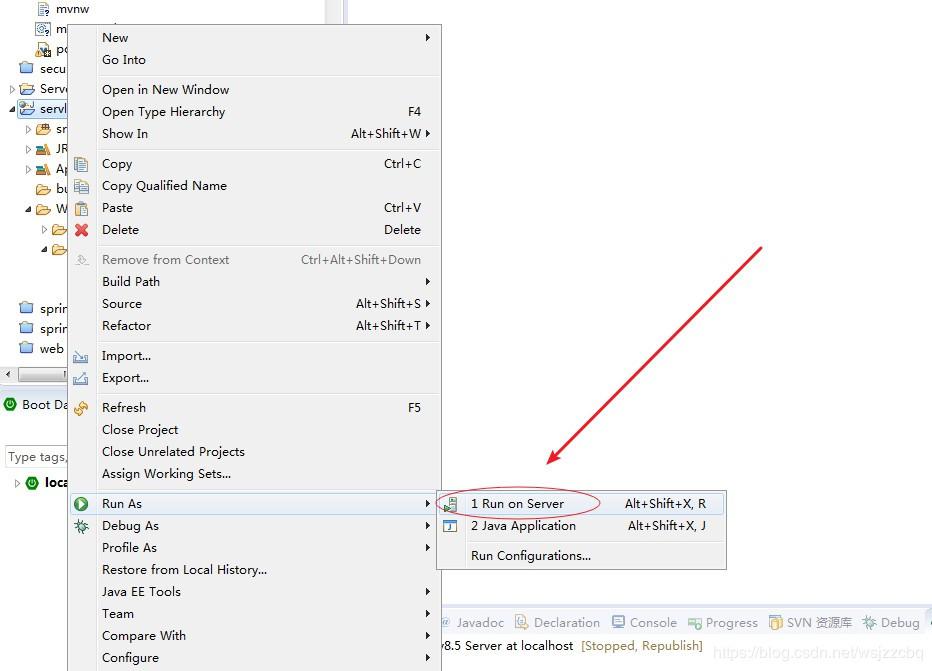 mvnw
New
Go Into
secu
Open in New Window
Serve
Open Type Hierarchy F4
servl
Show In Alt+Shift+W
JR
Copy Ctrl+C
Copy Qualified Name
Paste Ctrl+V
Delete Delete
Remove from Context Ctrl+Alt+Shift+Down
Build Path
Source Alt+Shift+S
sprin
Refactor Alt+Shift+T
sprin
web
Import...
Export...
Boot Da
Refresh F5
Close Project
Type tags,
Close Unrelated Projects
Assign Working Sets...
loca
Run As
1 Run on Server Alt+Shift+X, R
Debug As
2 Java Application Alt+Shift+X, J
Profile As
Run Configurations...
Restore from Local History...
Java EE Tools
Team
Javadoc Declaration Console Progress SVN 资源库 Debug
Compare With
v8.5 Server at localhost [Stopped, Republish]
Configure
https://blog.csdn.net/wsjzzcbq